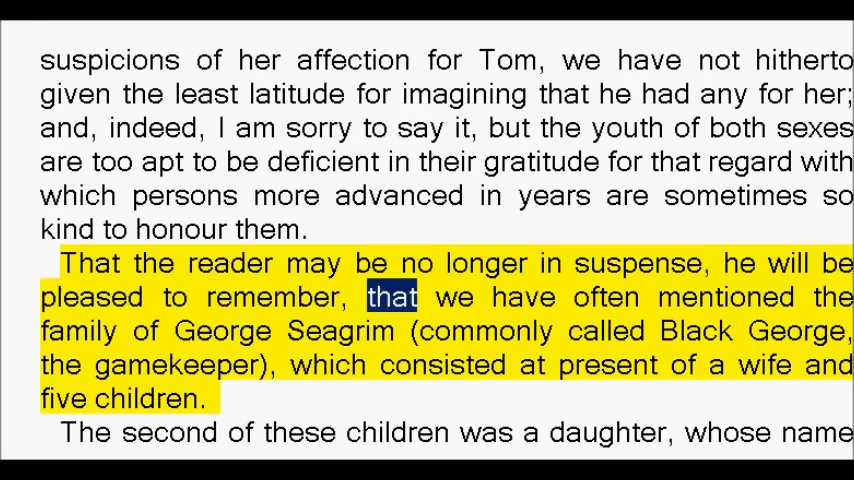 suspicions of her affection for Tom, we have not hitherto
given the least latitude for imagining that he had any for her;
and, indeed, I am sorry to say it, but the youth of both sexes
are too apt to be deficient in their gratitude for that regard with
which persons more advanced in years are sometimes so
kind to honour them.
That the reader may be no longer in suspense, he will be
pleased to remember, that we have often mentioned the
family of George Seagrim (commonly called Black George,
the gamekeeper), which consisted at present of a wife and
five children.
The second of these children was a daughter, whose name